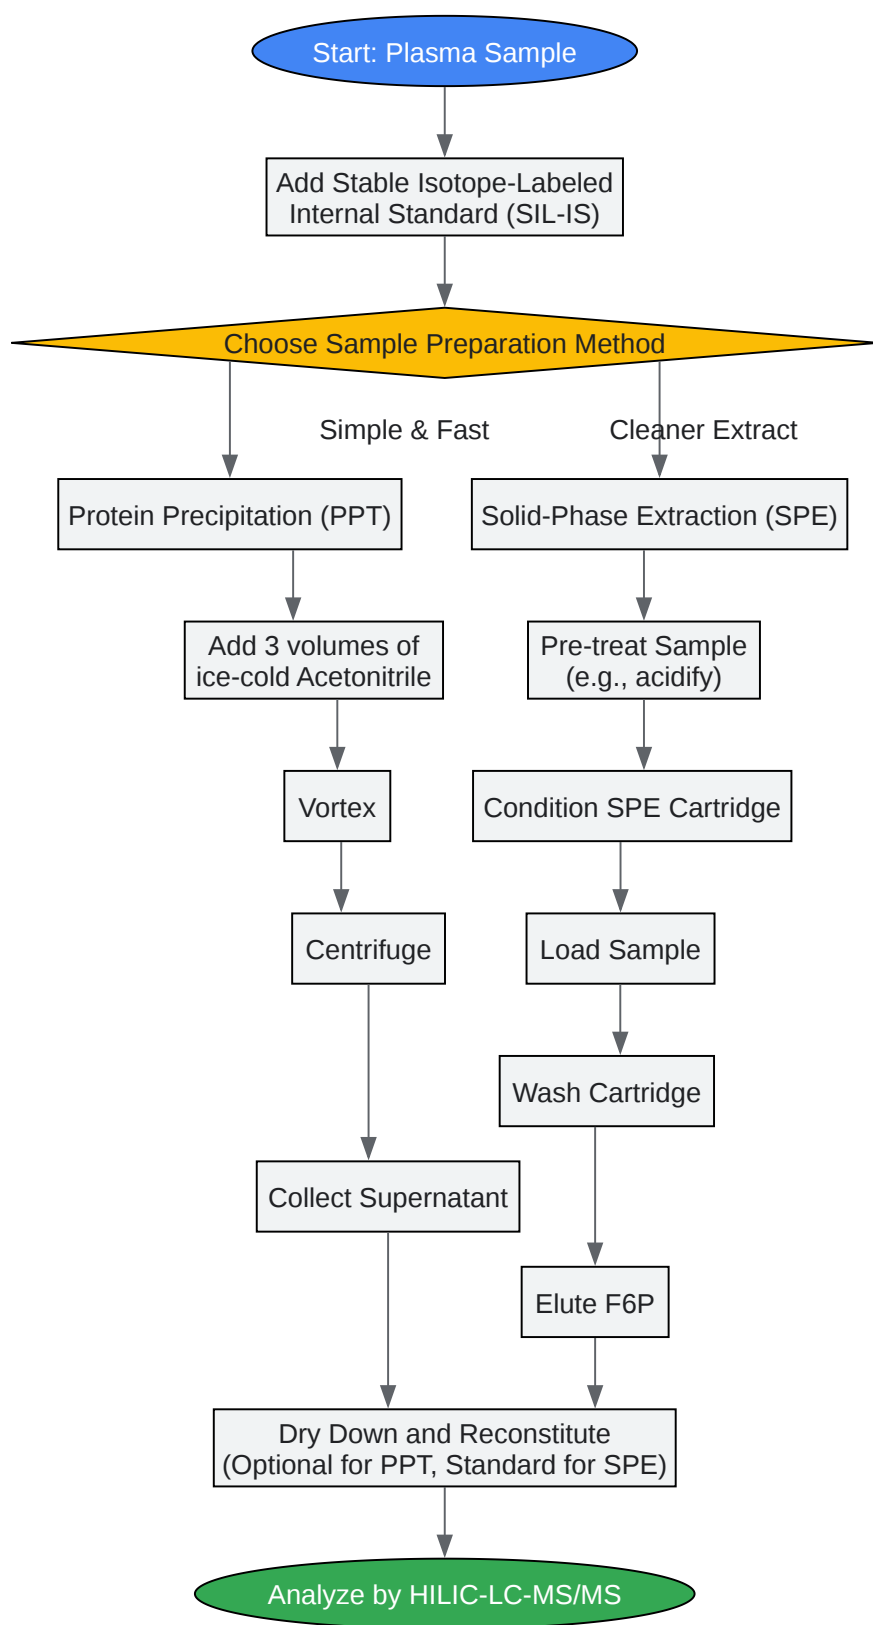 Start: Plasma Sample
Add Stable Isotope-Labeled
Internal Standard (SIL-IS)
Choose Sample Preparation Method
Simple & Fast
Cleaner Extract
Protein Precipitation (PPT)
Solid-Phase Extraction (SPE)
Add 3 volumes of
ice-cold Acetonitrile
Pre-treat Sample
(e.g., acidify)
Vortex
Condition SPE Cartridge
Centrifuge
Load Sample
Wash Cartridge
Collect Supernatant
Elute F6P
Dry Down and Reconstitute
(Optional for PPT, Standard for SPE)
Analyze by HILIC-LC-MS/MS